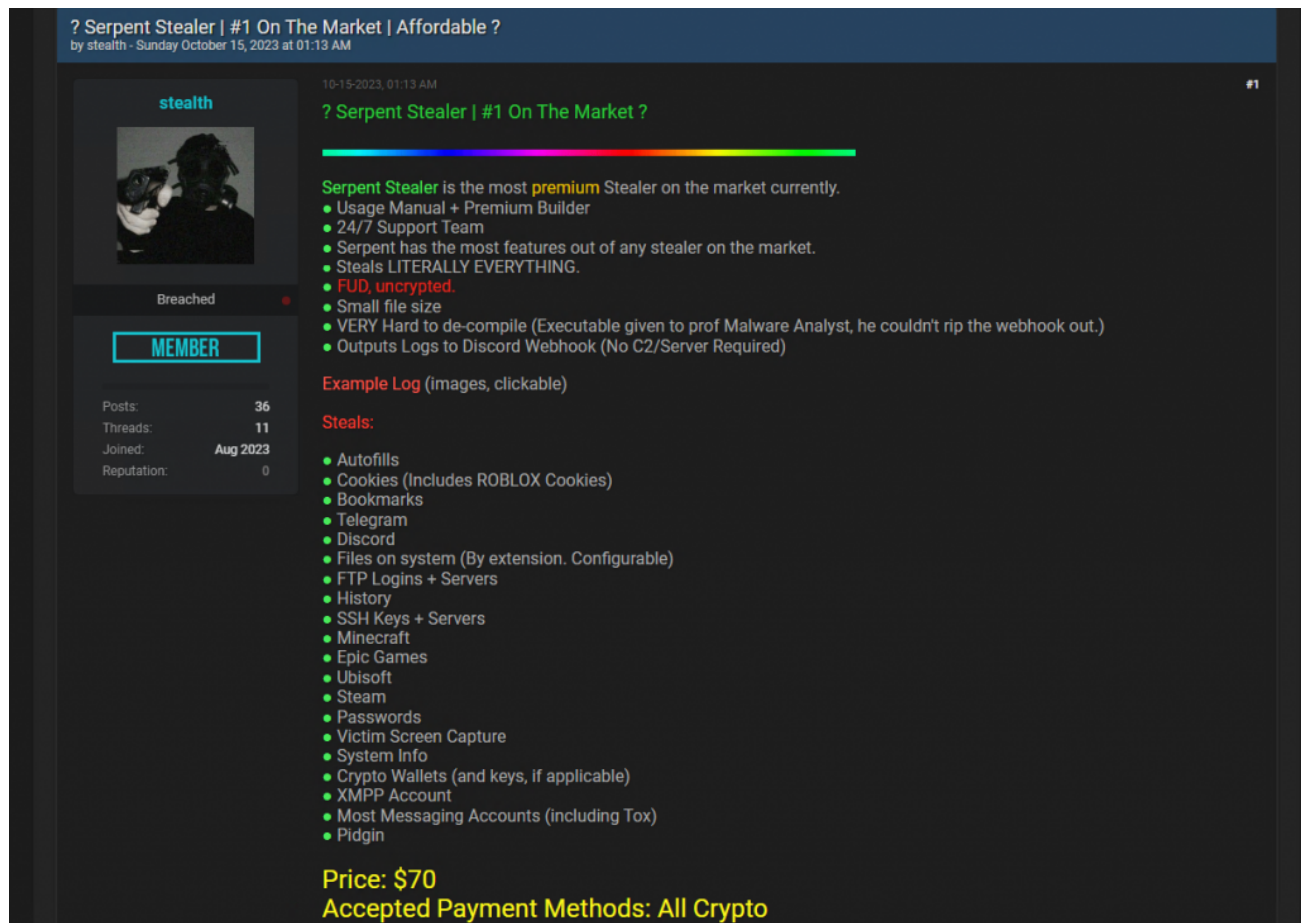 ? Serpent Stealer | #1 On The Market | Affordable ?
by stealth - Sunday October 15, 2023 at 01:13 AM
stealth
Breached
MEMBER
Posts: 36
Threads: 11
Joined: Aug 2023
Reputation: 0
10-15-2023, 01:13 AM
#1
? Serpent Stealer | #1 On The Market ?
Serpent Stealer is the most premium Stealer on the market currently.
● Usage Manual + Premium Builder
● 24/7 Support Team
● Serpent has the most features out of any stealer on the market.
● Steals LITERALLY EVERYTHING.
● FUD, uncrypted.
● Small file size
● VERY Hard to de-compile (Executable given to prof Malware Analyst, he couldn't rip the webhook out.)
● Outputs Logs to Discord Webhook (No C2/Server Required)
Example Log (images, clickable)
Steals:
● Autofills
● Cookies (Includes ROBLOX Cookies)
● Bookmarks
● Telegram
● Discord
● Files on system (By extension. Configurable)
● FTP Logins + Servers
● History
● SSH Keys + Servers
● Minecraft
● Epic Games
● Ubisoft
● Steam
● Passwords
● Victim Screen Capture
● System Info
● Crypto Wallets (and keys, if applicable)
● XMPP Account
● Most Messaging Accounts (including Tox)
● Pidgin
Price: $70
Accepted Payment Methods: All Crypto